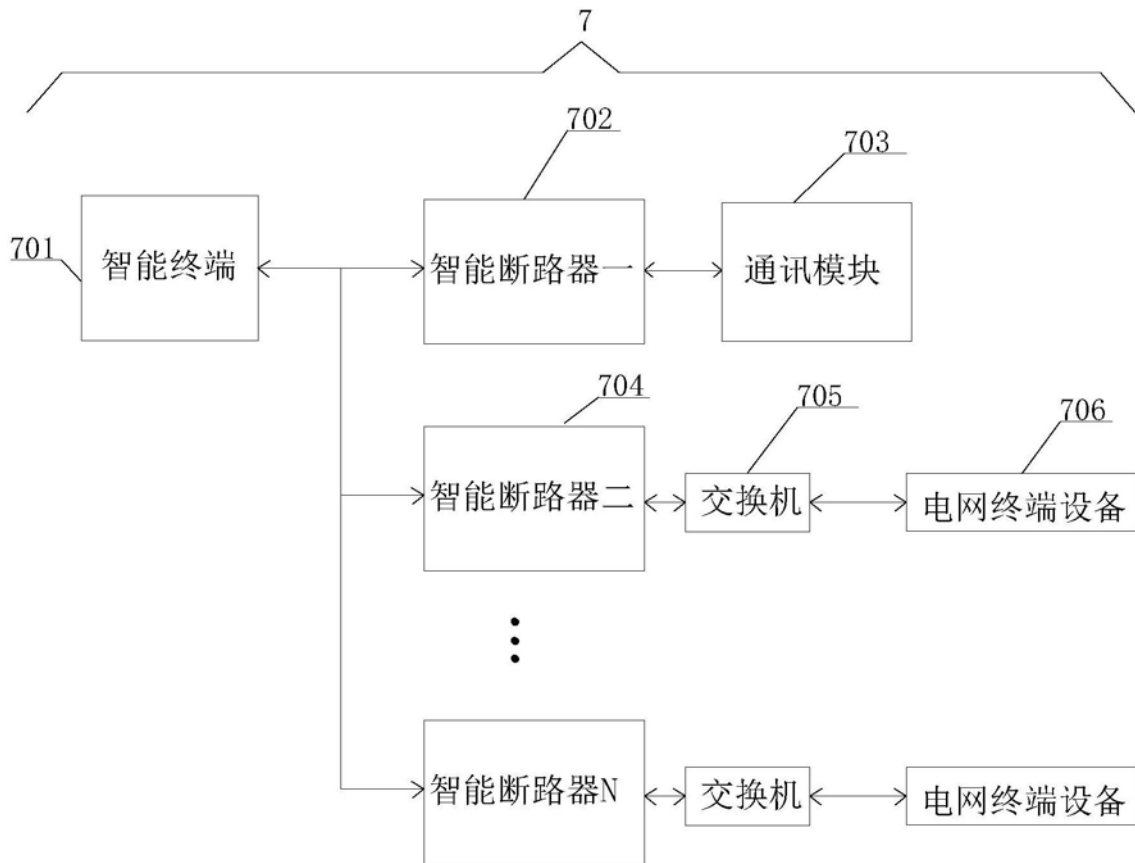 7
702
703
701
智能终端
智能断路器一
通讯模块
704
705
706
智能断路器二
交换机
电网终端设备
智能断路器N
交换机
电网终端设备